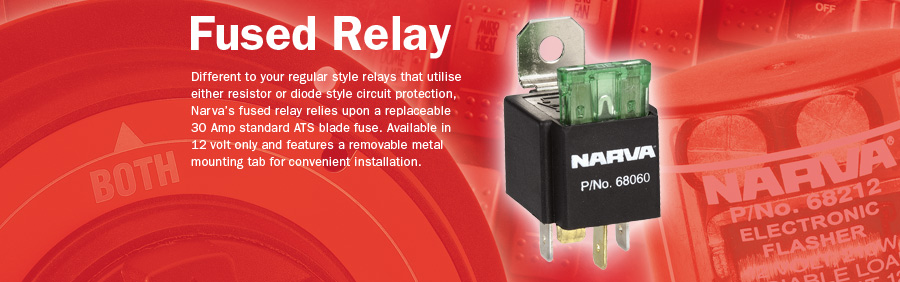 Fused Relay
Different to your regular style relays that utilise
either resistor or diode style circuit protection,
Narva's fused relay relies upon a replaceable
30 Amp standard ATS blade fuse. Available in
12 volt only and features a removable metal
mounting tab for convenient installation.
BOTH
OFF
NARVA
P/No. 68060
NARVA®
P/No. 68212
ELECTRONIC
FLASHER